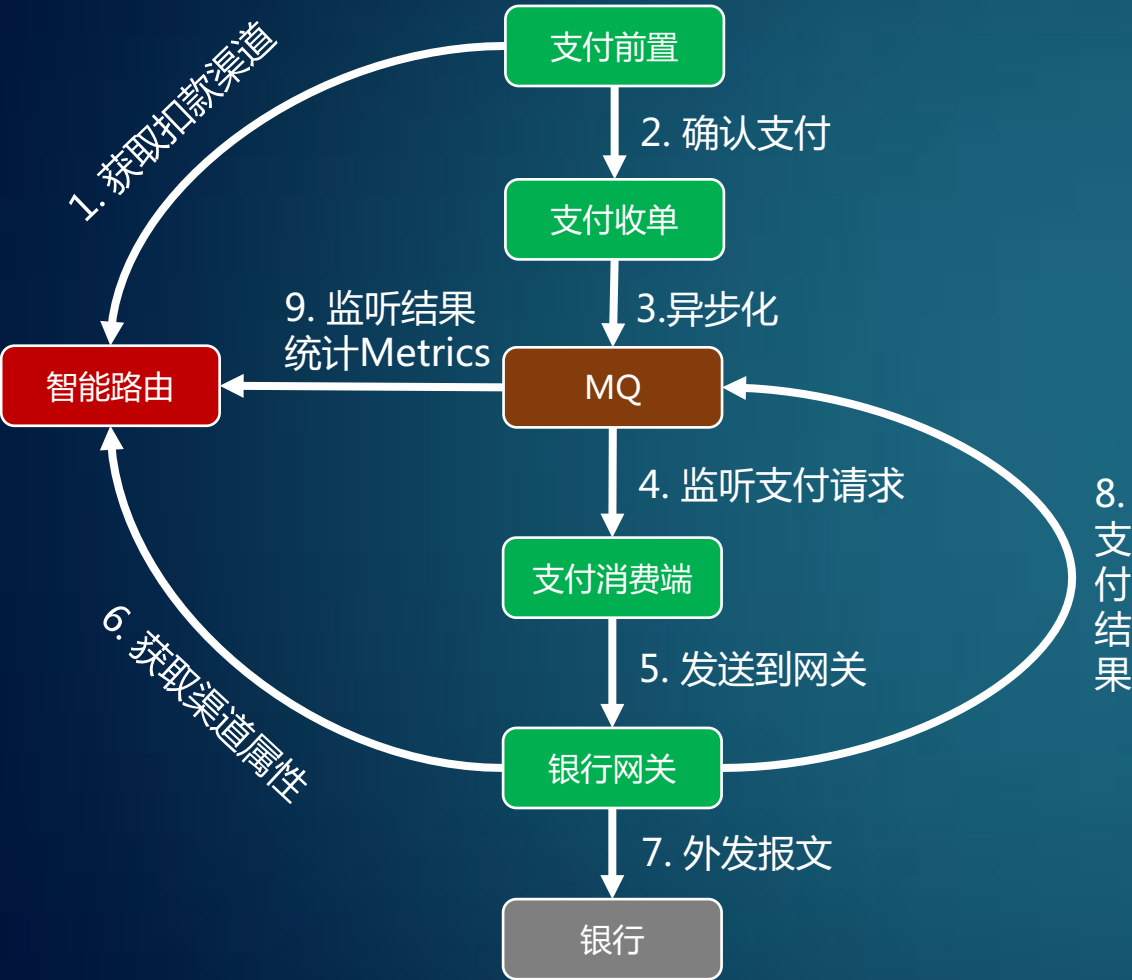 支付前置
1. 获取扣款渠道
2. 确认支付
支付收单
9. 监听结果
统计Metrics
3.异步化
智能路由
MQ
4. 监听支付请求
8.
支
付
结
果
支付消费端
6. 获取渠道属性
5. 发送到网关
银行网关
7. 外发报文
银行